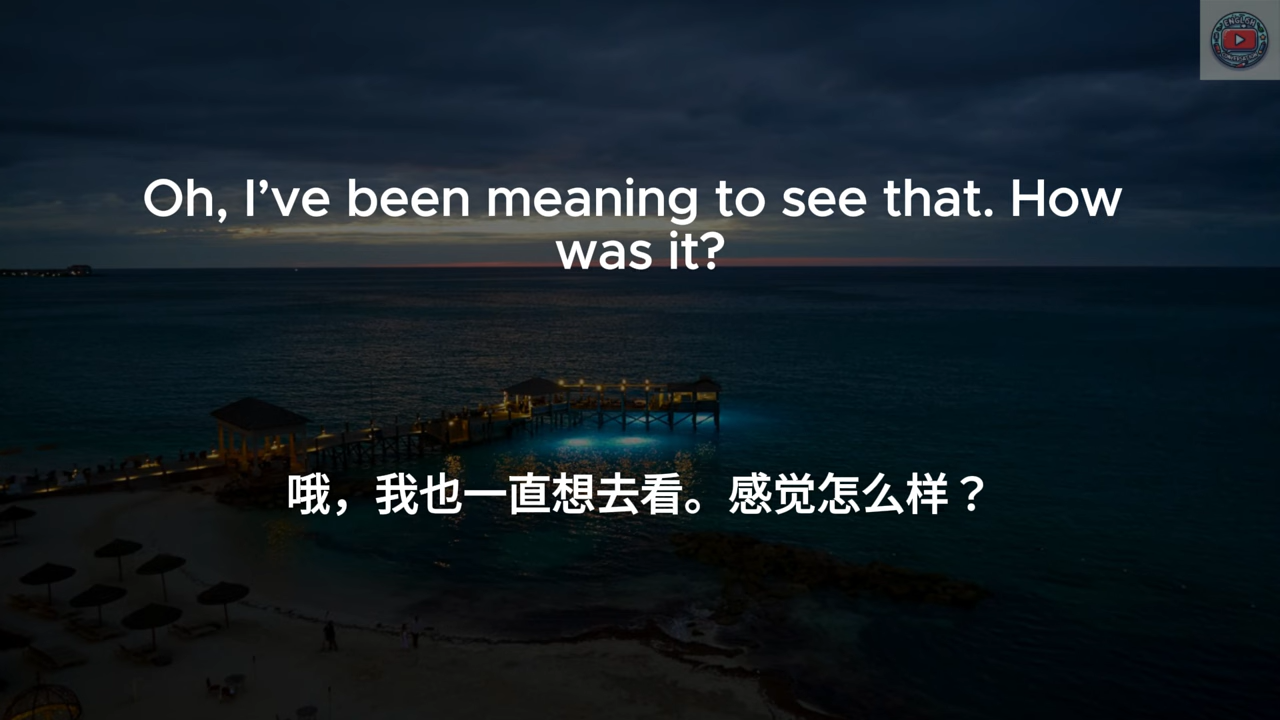 ENGLISH
Oh, I’ve been meaning to see that. How
was it?
哦，我也一直想去看。感觉怎么样？